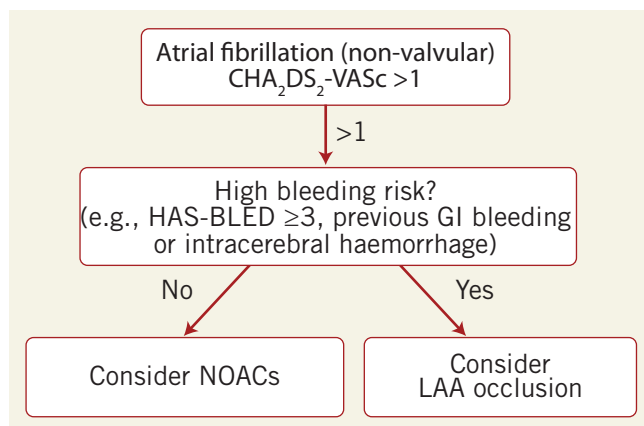 Atrial fibrillation (non-valvular)
CHA₂DS₂-VASc >1
>1
High bleeding risk?
(e.g., HAS-BLED ≥3, previous GI bleeding
or intracerebral haemorrhage)
No
Yes
Consider NOACs
Consider
LAA occlusion